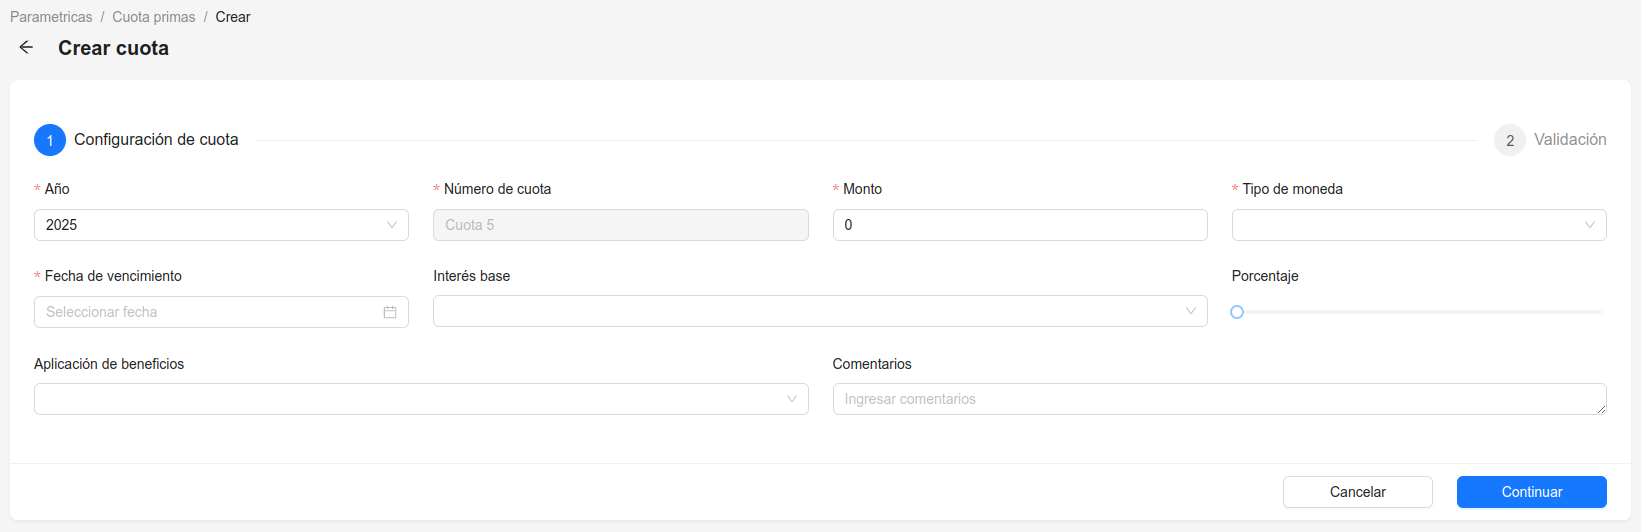 Parametricas / Cuota primas / Crear
Crear cuota
1 Configuración de cuota 2 Validación
* Año * Número de cuota * Monto * Tipo de moneda
2025 Cuota 5 0
* Fecha de vencimiento Interés base Porcentaje
Seleccionar fecha
Aplicación de beneficios Comentarios
Ingresar comentarios
Cancelar Continuar